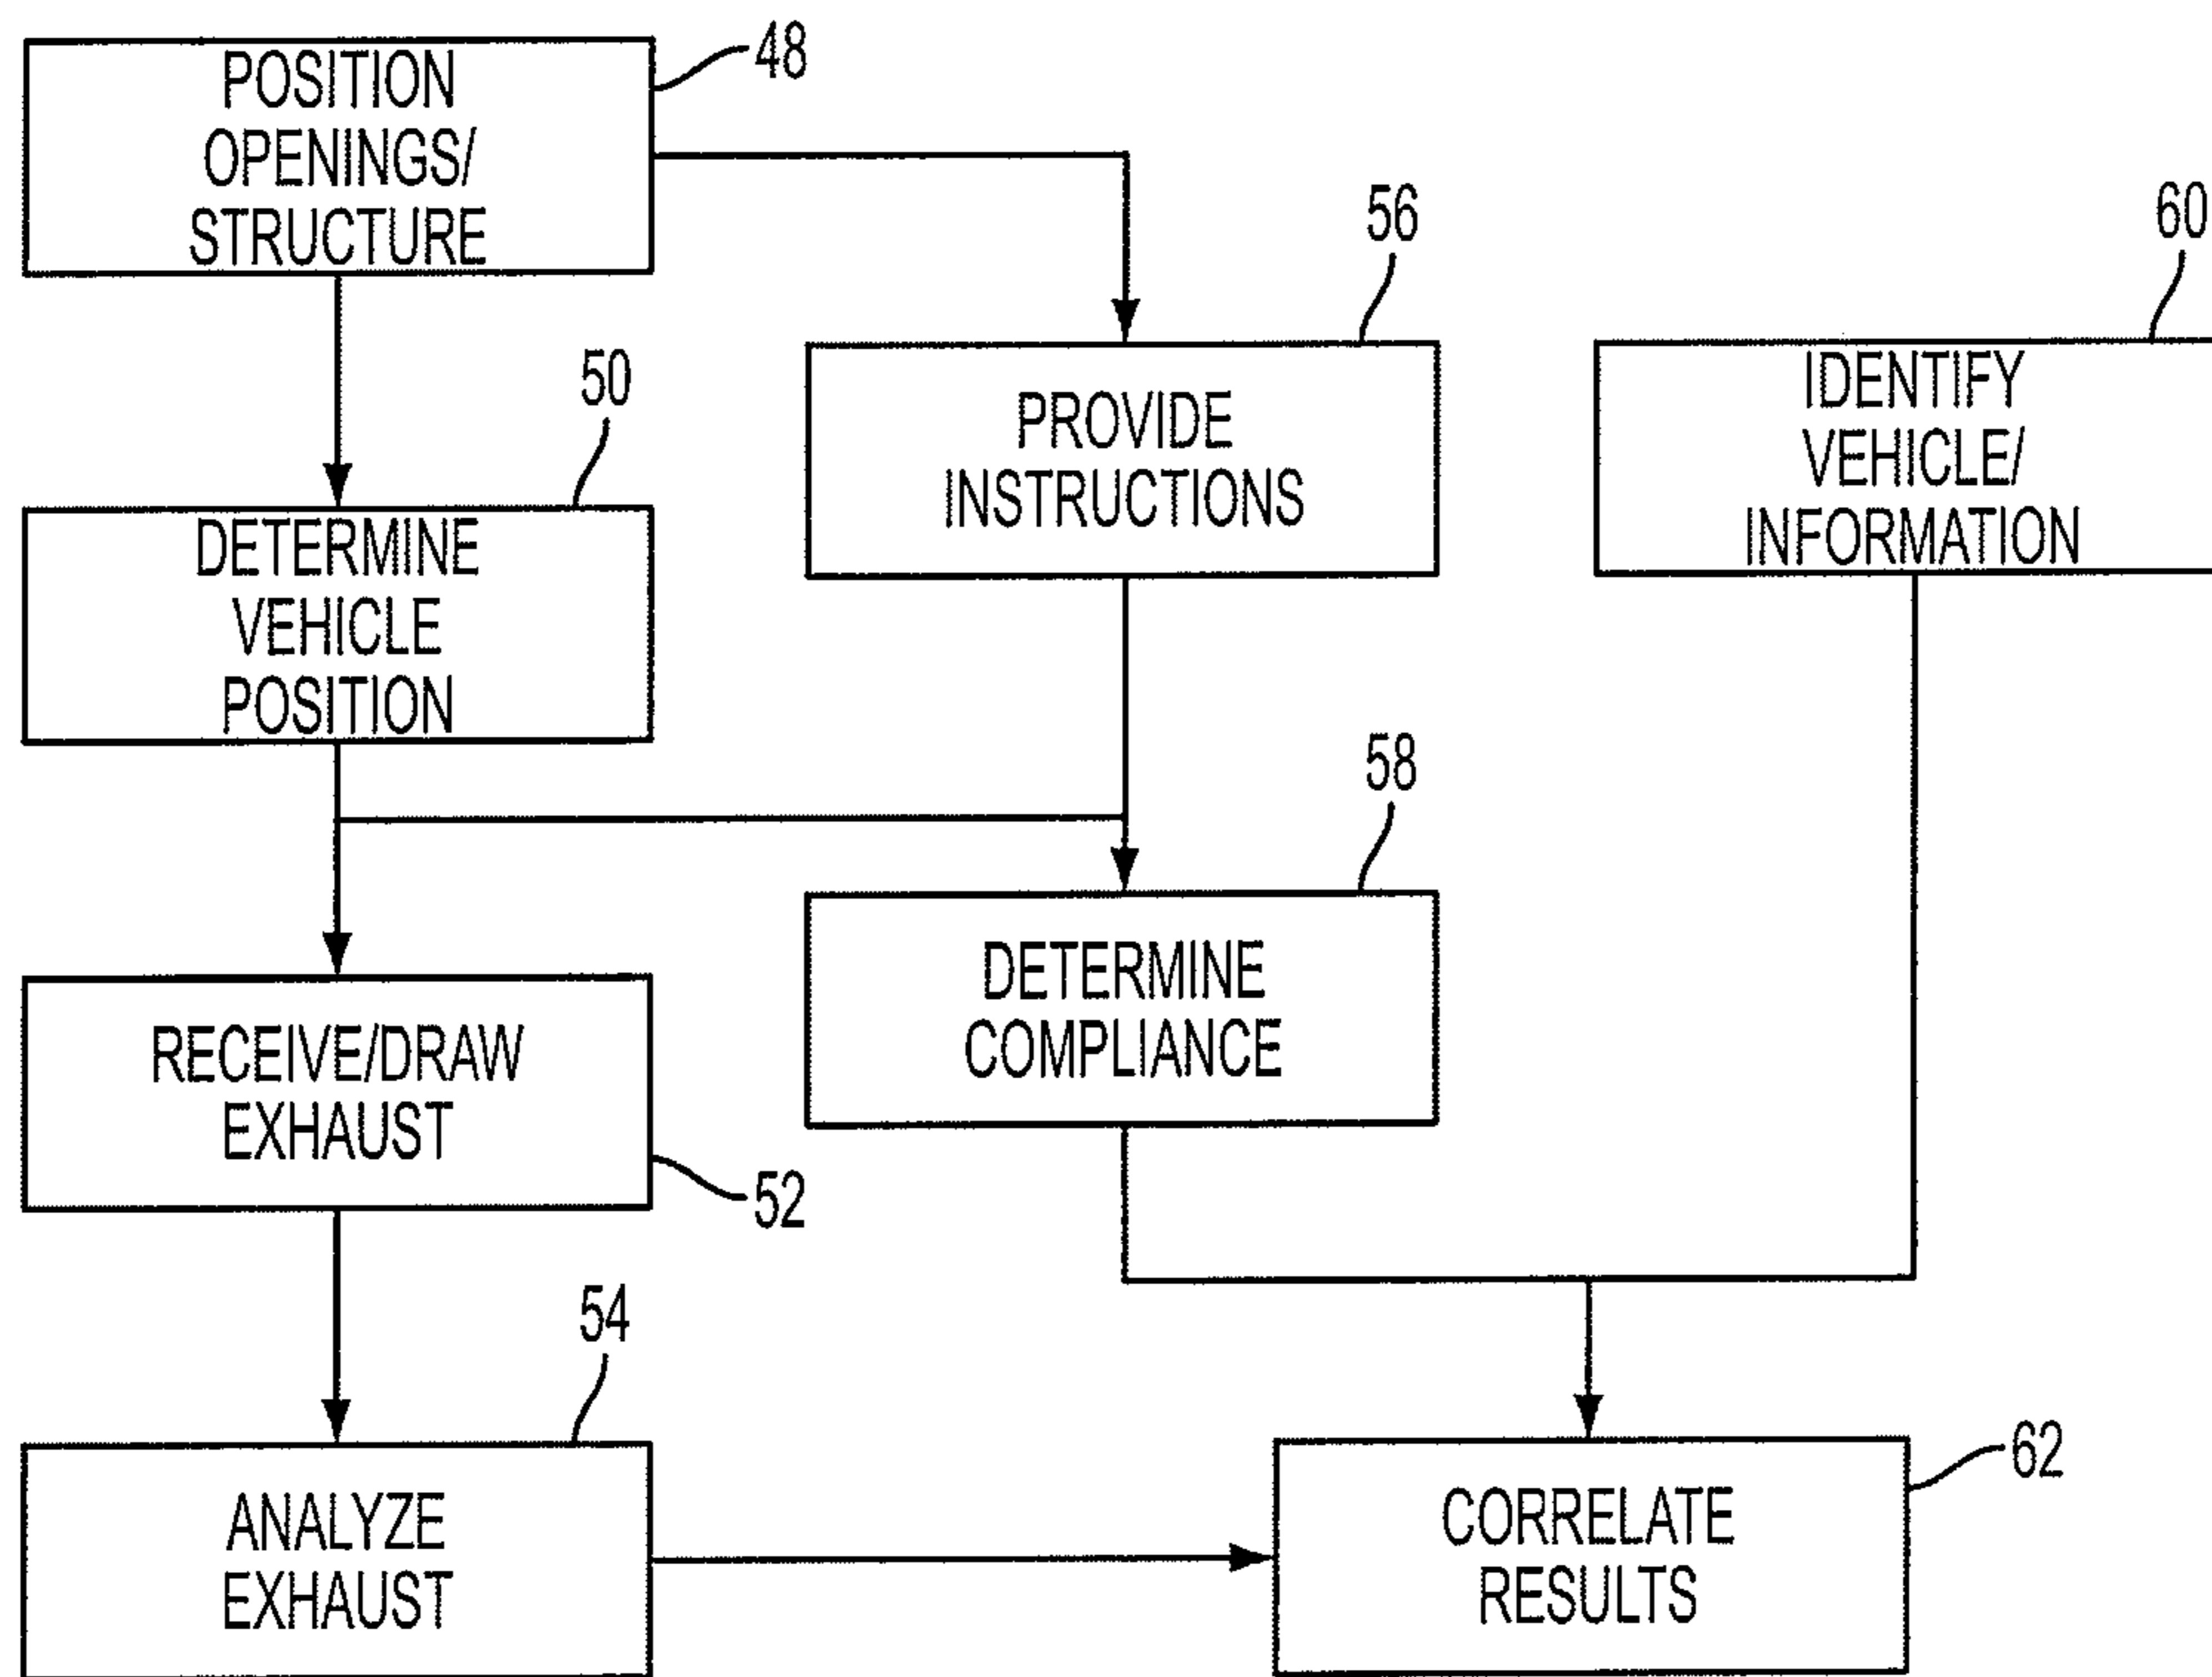 POSITION
OPENINGS/
STRUCTURE
48
DETERMINE
VEHICLE
POSITION
50
RECEIVE/DRAW
EXHAUST
52
ANALYZE
EXHAUST
54
PROVIDE
INSTRUCTIONS
56
DETERMINE
COMPLIANCE
58
IDENTIFY
VEHICLE/
INFORMATION
60
CORRELATE
RESULTS
62